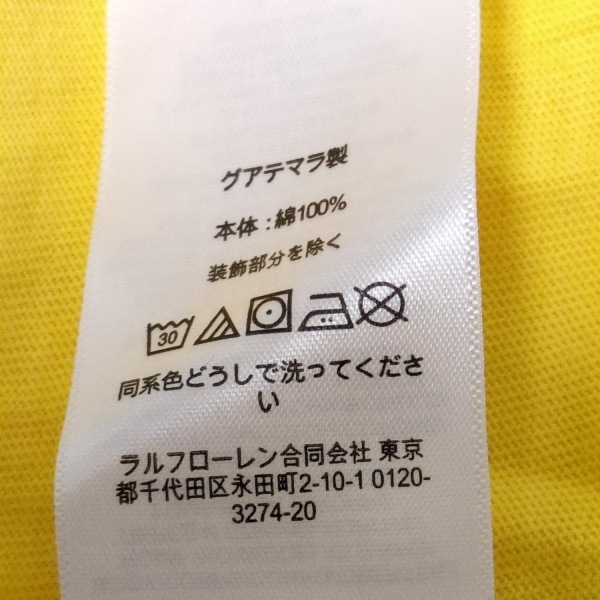 グアテマラ製
本体 : 綿100%
装飾部分を除く
30
同系色どうしで洗ってくださ
い
ラルフローレン合同会社 東京
都千代田区永田町2-10-1 0120-
3274-20